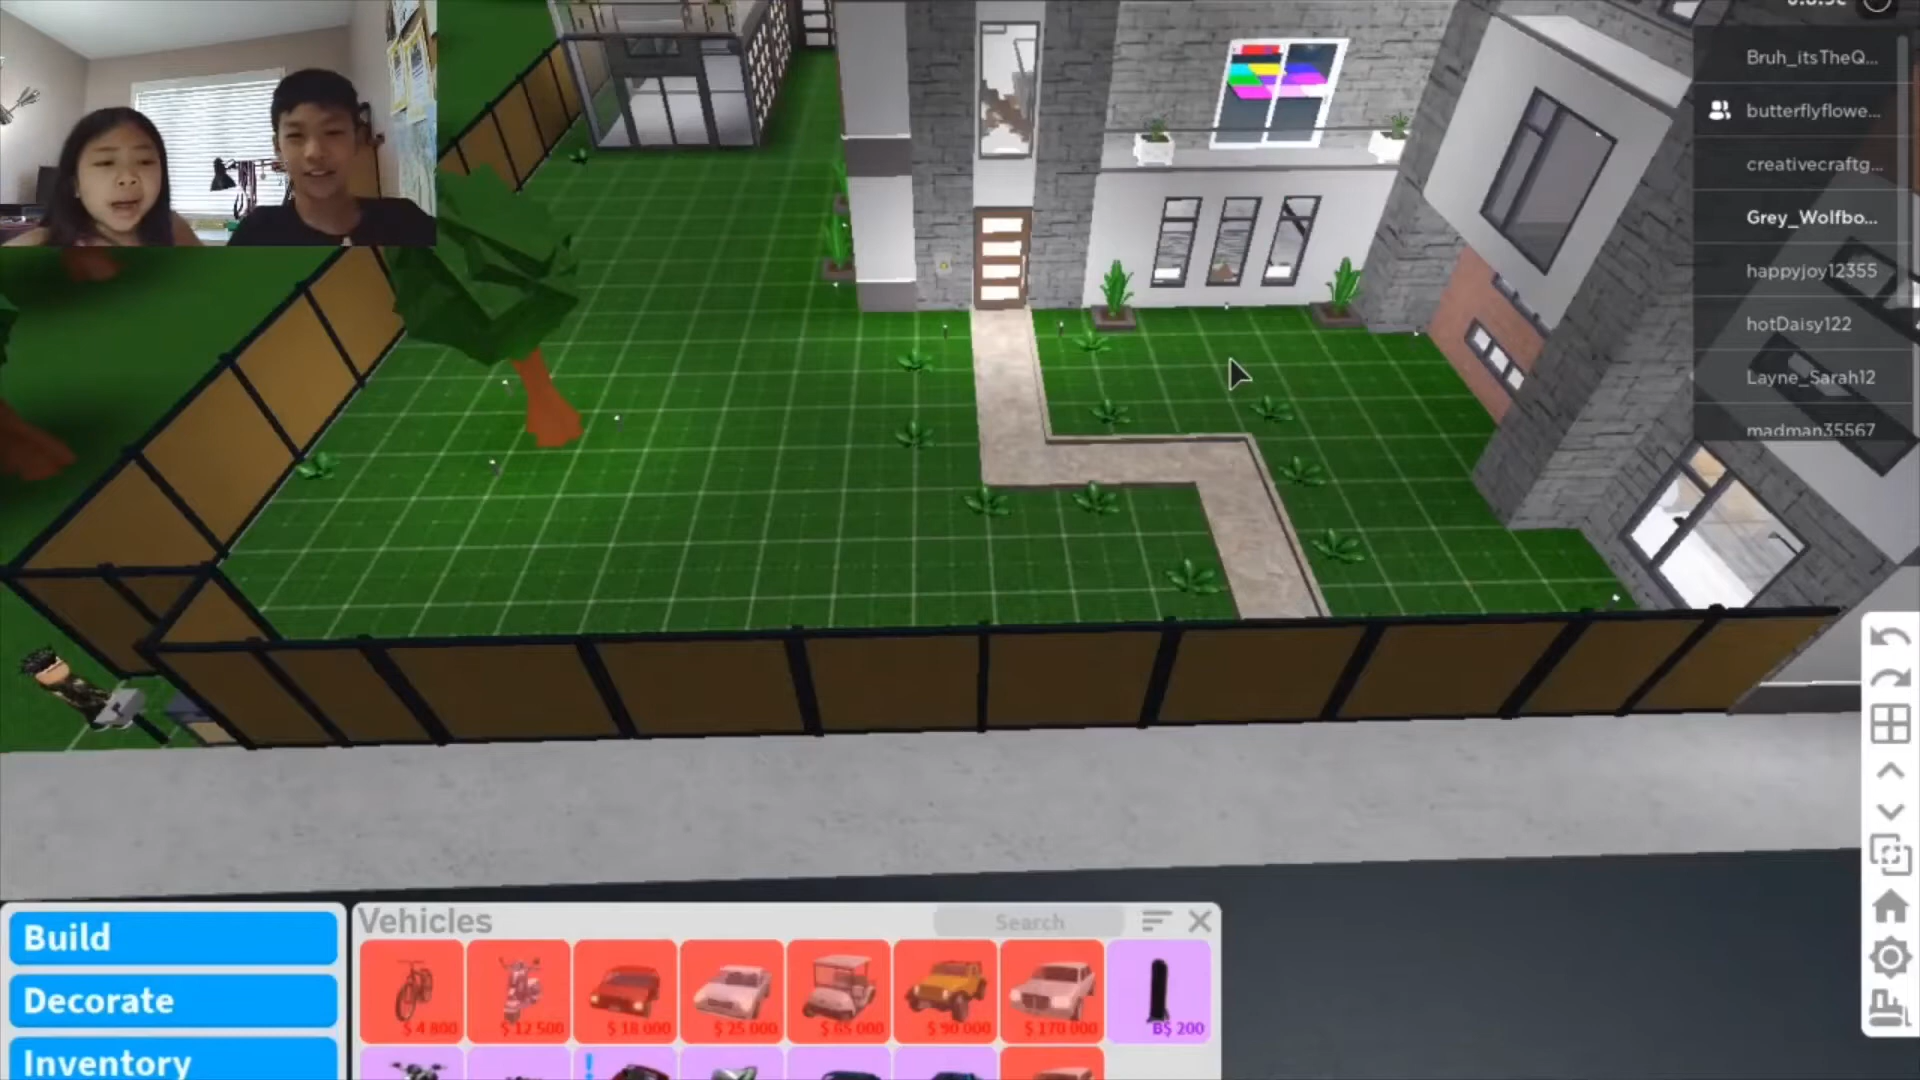 Bruh_itsTheQ...
butterflyflowe...
creativecraftg...
Grey_Wolfbo...
happyjoy12355
hotDaisy122
Layne_Sarah12
madman35567
Build
Decorate
Inventory
Vehicles
Search
$ 4 800
$ 12 500
$ 18 000
$ 25 000
$ 65 000
$ 90 000
$ 170 000
B$ 200